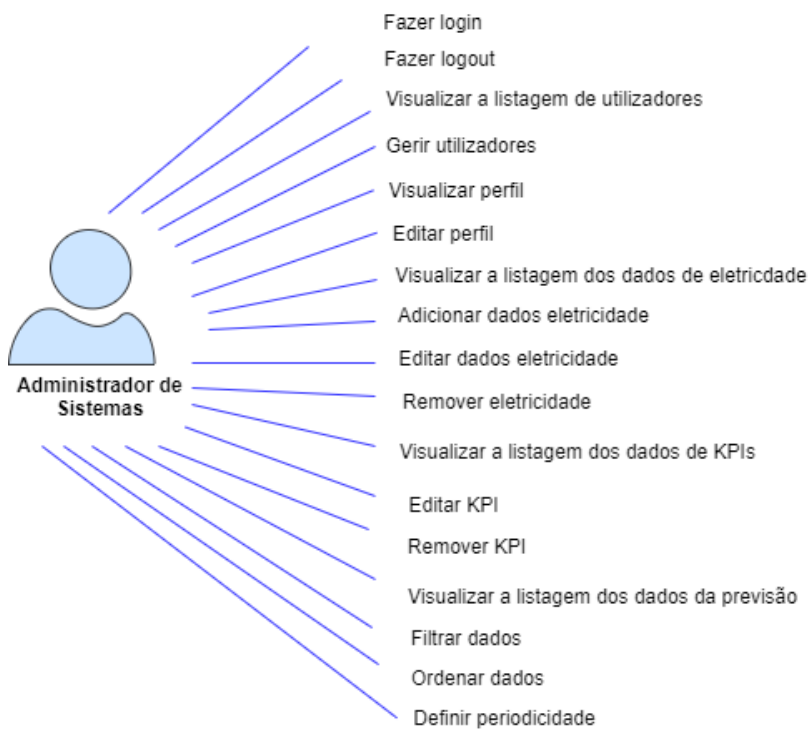 Fazer login
Fazer logout
Visualizar a listagem de utilizadores
Gerir utilizadores
Visualizar perfil
Editar perfil
Visualizar a listagem dos dados de eletricdade
Adicionar dados eletricidade
Editar dados eletricidade
Administrador de
Sistemas
Remover eletricidade
Visualizar a listagem dos dados de KPIs
Editar KPI
Remover KPI
Visualizar a listagem dos dados da previsão
Filtrar dados
Ordenar dados
Definir periodicidade